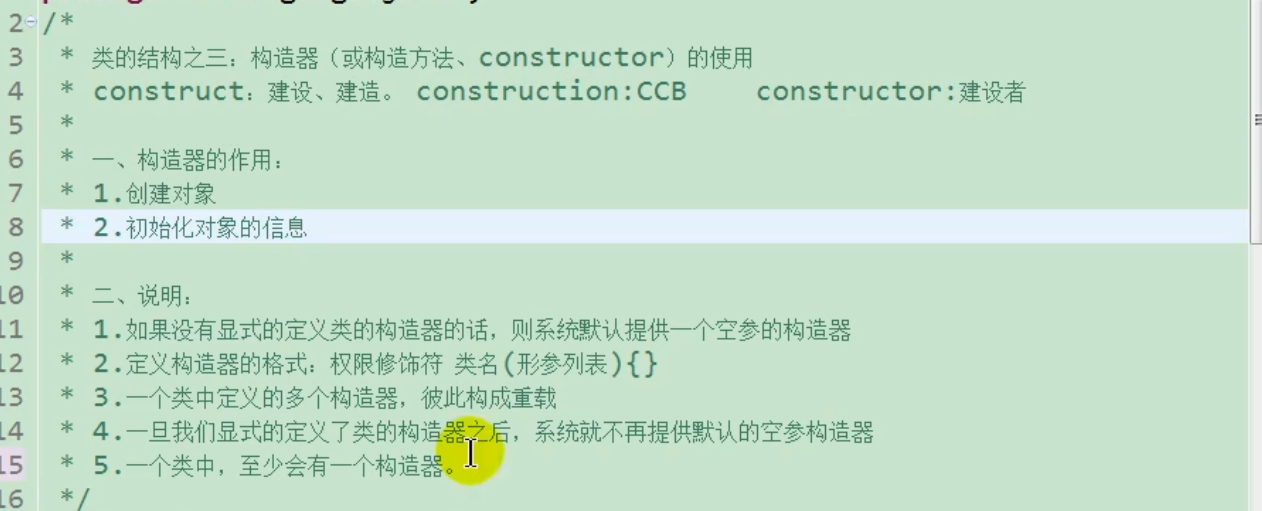 2 /*
3 * 类的结构之三：构造器（或构造方法、constructor）的使用
4 * construct：建设、建造。 construction:CCB constructor:建设者
5 *
6 * 一、构造器的作用：
7 * 1.创建对象
8 * 2.初始化对象的信息
9 *
10 * 二、说明：
11 * 1.如果没有显式的定义类的构造器的话，则系统默认提供一个空参的构造器
12 * 2.定义构造器的格式：权限修饰符 类名(形参列表){}
13 * 3.一个类中定义的多个构造器，彼此构成重载
14 * 4.一旦我们显式的定义了类的构造器之后，系统就不再提供默认的空参构造器
15 * 5.一个类中，至少会有一个构造器。
16 */